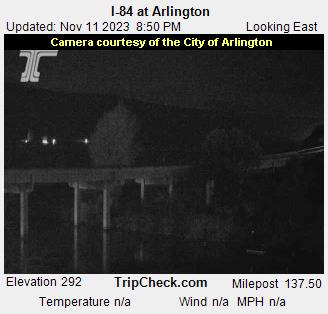 I-84 at Arlington
Updated: Nov 11 2023 8:50 PM Looking East
Camera courtesy of the City of Arlington
Elevation 292 TripCheck.com Milepost 137.50
Temperature n/a Wind n/a MPH n/a